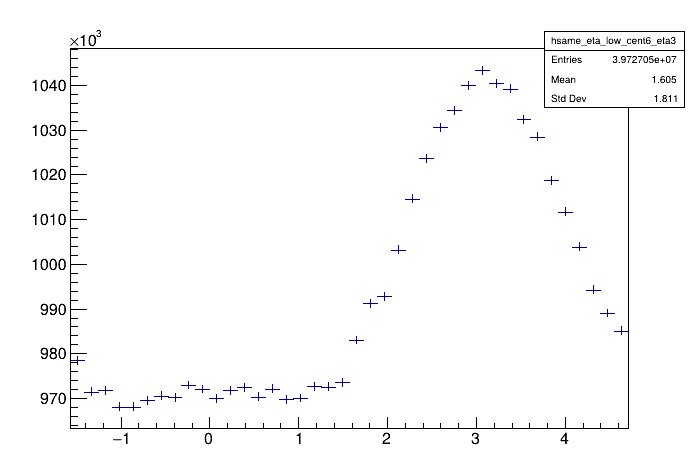 ×10³
hsame_eta_low_cent6_eta3
Entries 3.972705e+07
Mean 1.605
Std Dev 1.811
1040
1030
1020
1010
1000
990
980
970
−1 0 1 2 3 4